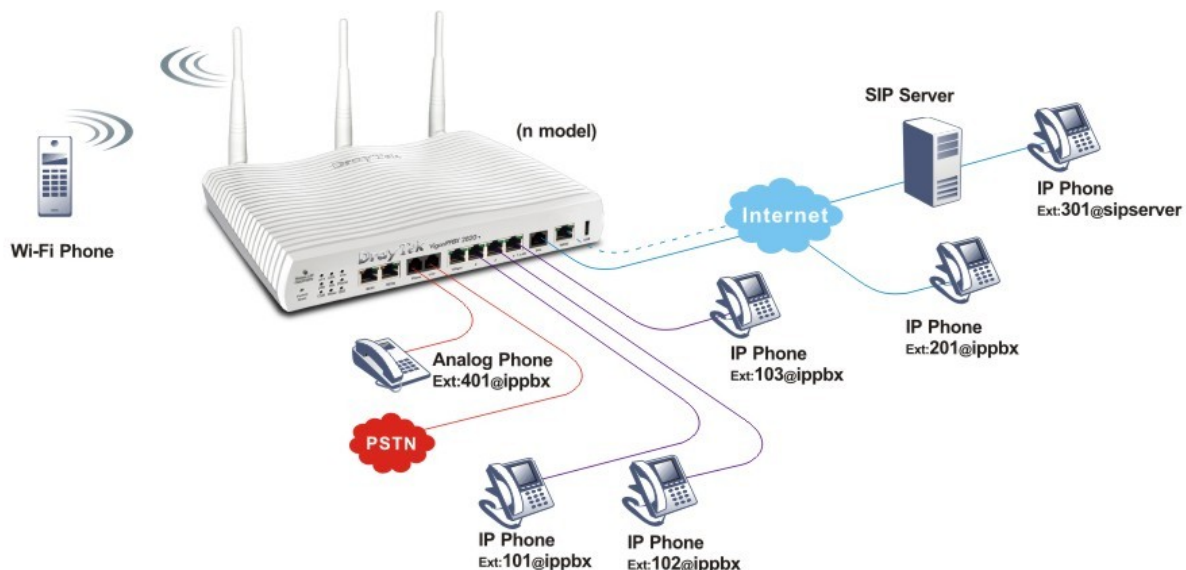 (n model)
SIP Server
IP Phone
Ext:301@sipserver
Internet
Wi-Fi Phone
DrayTek
IP Phone
Ext:201@ippbx
IP Phone
Ext:103@ippbx
Analog Phone
Ext:401@ippbx
PSTN
IP Phone
Ext:101@ippbx
IP Phone
Ext:102@ippbx